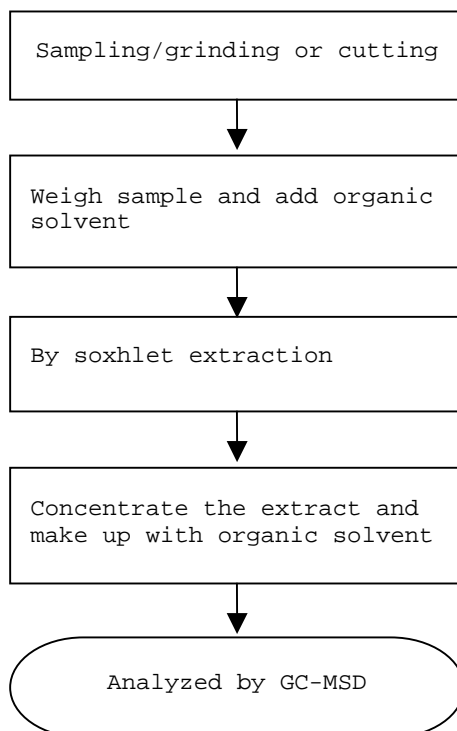 Sampling/grinding or cutting
Weigh sample and add organic
solvent
By soxhlet extraction
Concentrate the extract and
make up with organic solvent
Analyzed by GC-MSD